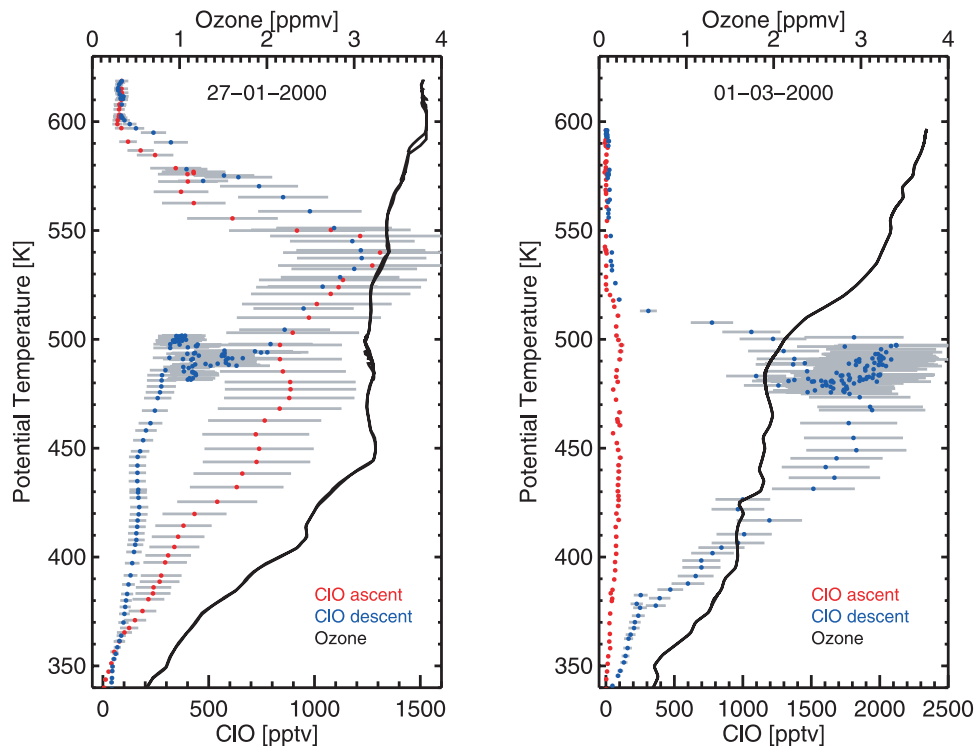 Ozone [ppmv]
0 1 2 3 4
27-01-2000
Potential Temperature [K]
600
550
500
450
400
350
ClO ascent
ClO descent
Ozone
0 500 1000 1500
ClO [pptv]
Ozone [ppmv]
0 1 2 3 4
01-03-2000
Potential Temperature [K]
600
550
500
450
400
350
ClO ascent
ClO descent
Ozone
0 500 1000 1500 2000 2500
ClO [pptv]